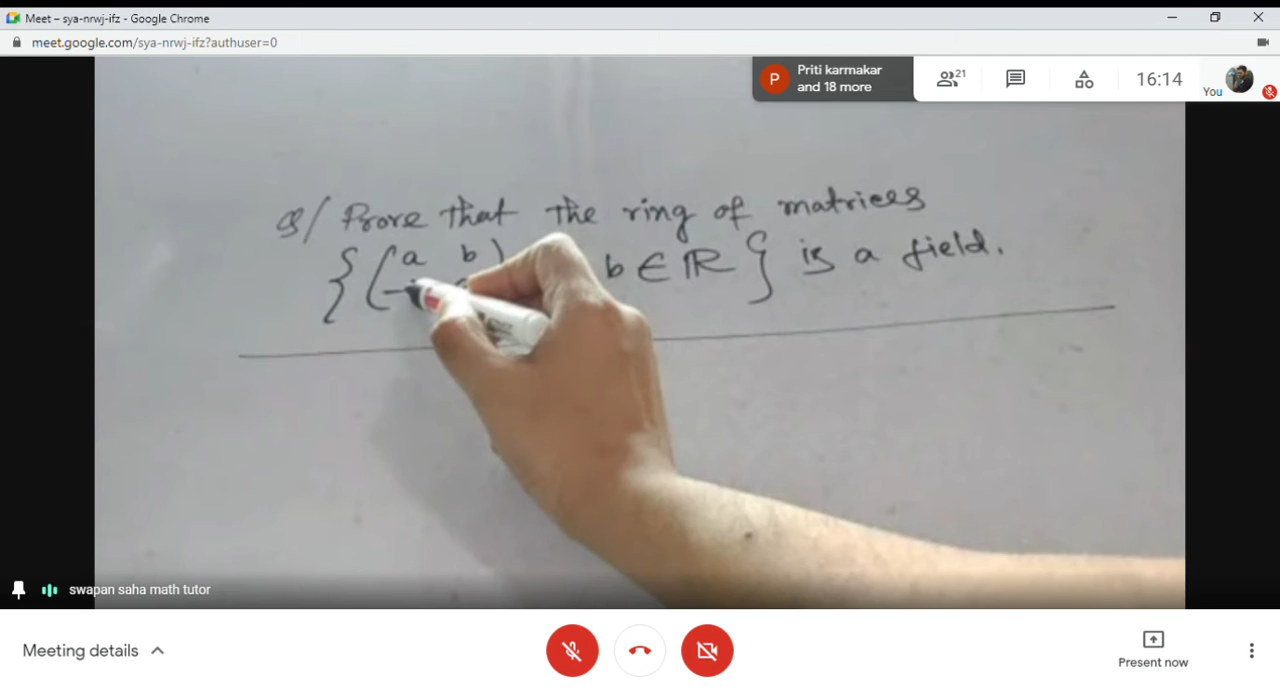 Meet – sya-nrwj-ifz - Google Chrome
meet.google.com/sya-nrwj-ifz?authuser=0
P
Priti karmakar
and 18 more
21
16:14
You
Q/ Prove that the ring of matrices
{( a b ) b ∈ ℝ } is a field.
swapan saha math tutor
Meeting details
Present now